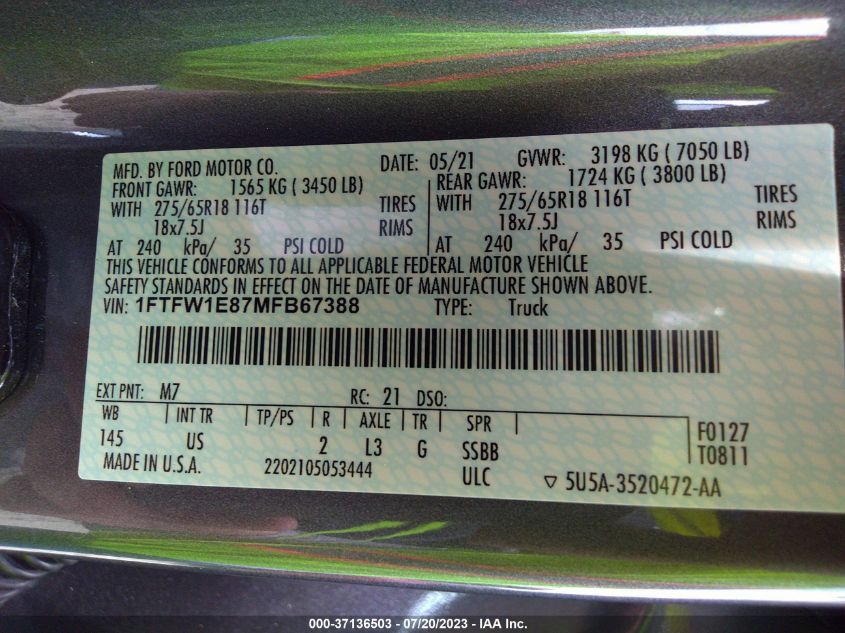 MFD. BY FORD MOTOR CO. DATE: 05/21 GVWR: 3198 KG ( 7050 LB)
FRONT GAWR: 1565 KG ( 3450 LB) REAR GAWR: 1724 KG ( 3800 LB)
WITH 275/65R18 116T TIRES WITH 275/65R18 116T TIRES
18x7.5J RIMS 18x7.5J RIMS
AT 240 kPa/ 35 PSI COLD AT 240 kPa/ 35 PSI COLD
THIS VEHICLE CONFORMS TO ALL APPLICABLE FEDERAL MOTOR VEHICLE
SAFETY STANDARDS IN EFFECT ON THE DATE OF MANUFACTURE SHOWN ABOVE.
VIN: 1FTFW1E87MFB67388 TYPE: Truck
EXT PNT: M7 RC: 21 DSO:
WB INT TR TP/PS R AXLE TR SPR
145 US 2 L3 G SSBB F0127
T0811
MADE IN U.S.A. 2202105053444 ULC 5U5A-3520472-AA
000-37136503 - 07/20/2023 - IAA Inc.